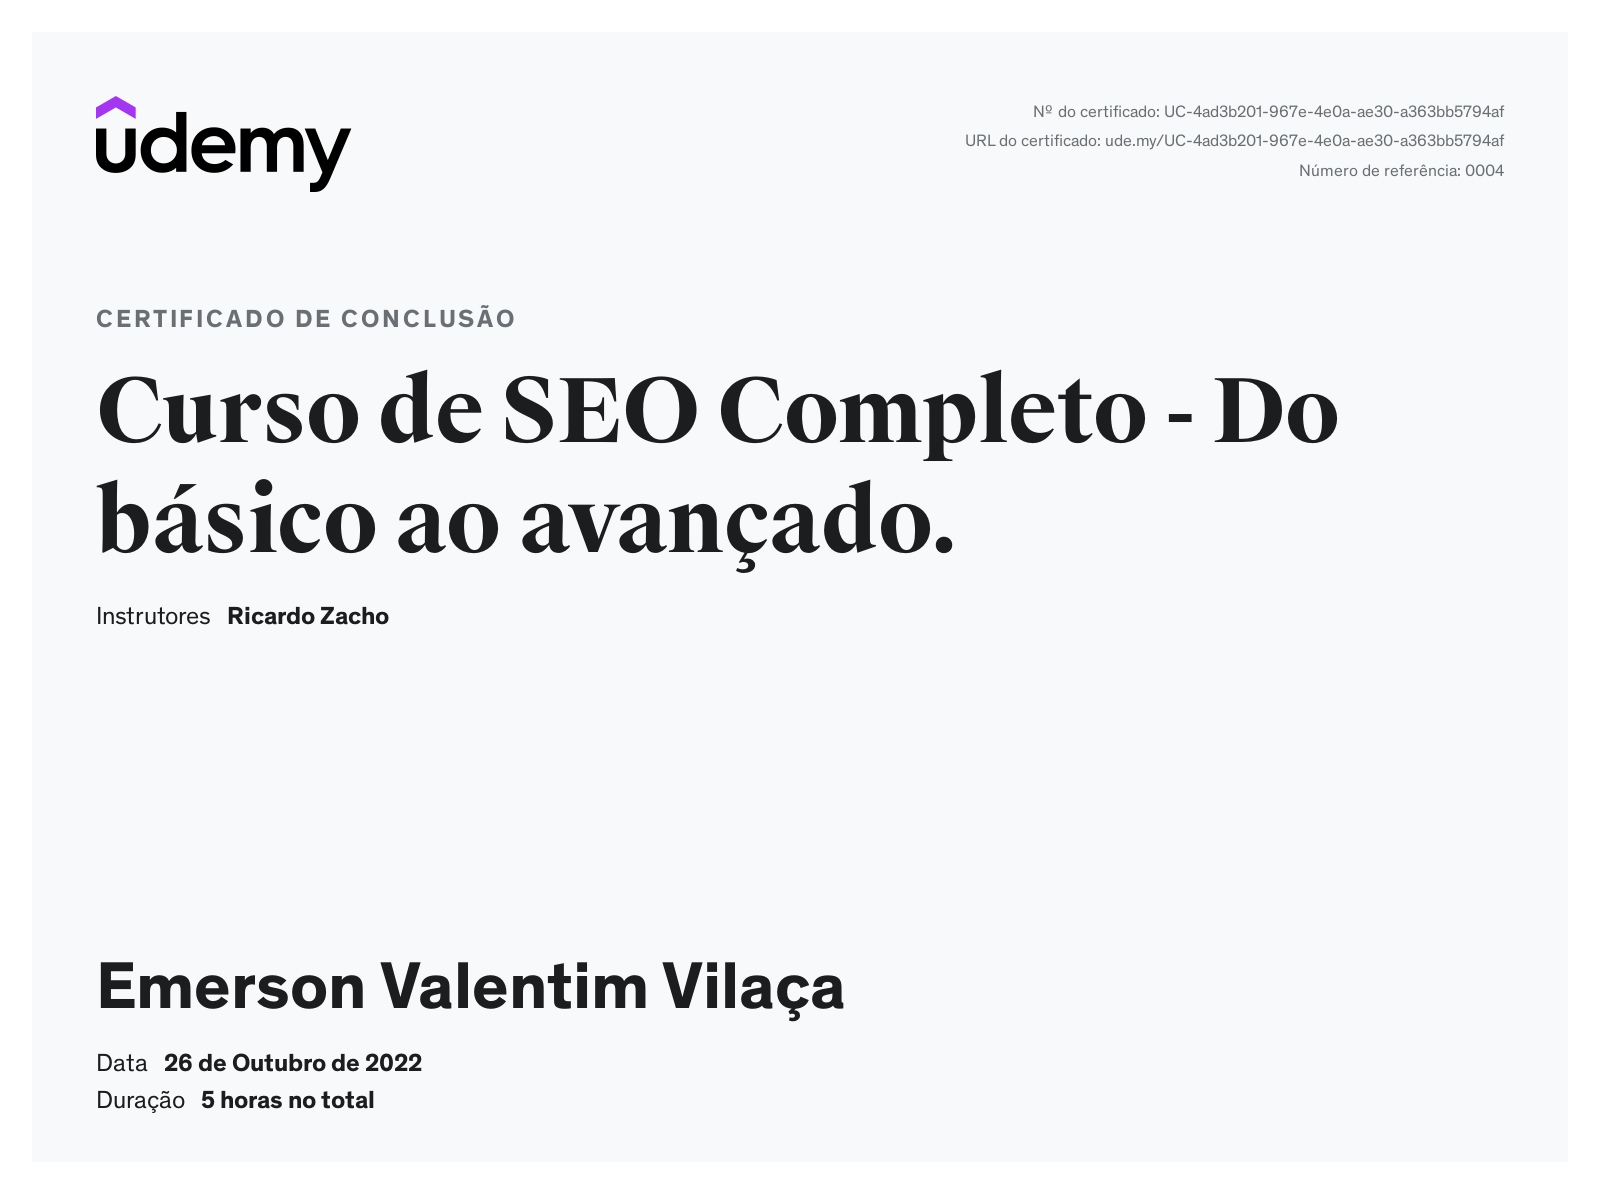 udemy
Nº do certificado: UC-4ad3b201-967e-4e0a-ae30-a363bb5794af
URL do certificado: ude.my/UC-4ad3b201-967e-4e0a-ae30-a363bb5794af
Número de referência: 0004
CERTIFICADO DE CONCLUSÃO
Curso de SEO Completo - Do
básico ao avançado.
Instrutores Ricardo Zacho
Emerson Valentim Vilaça
Data 26 de Outubro de 2022
Duração 5 horas no total